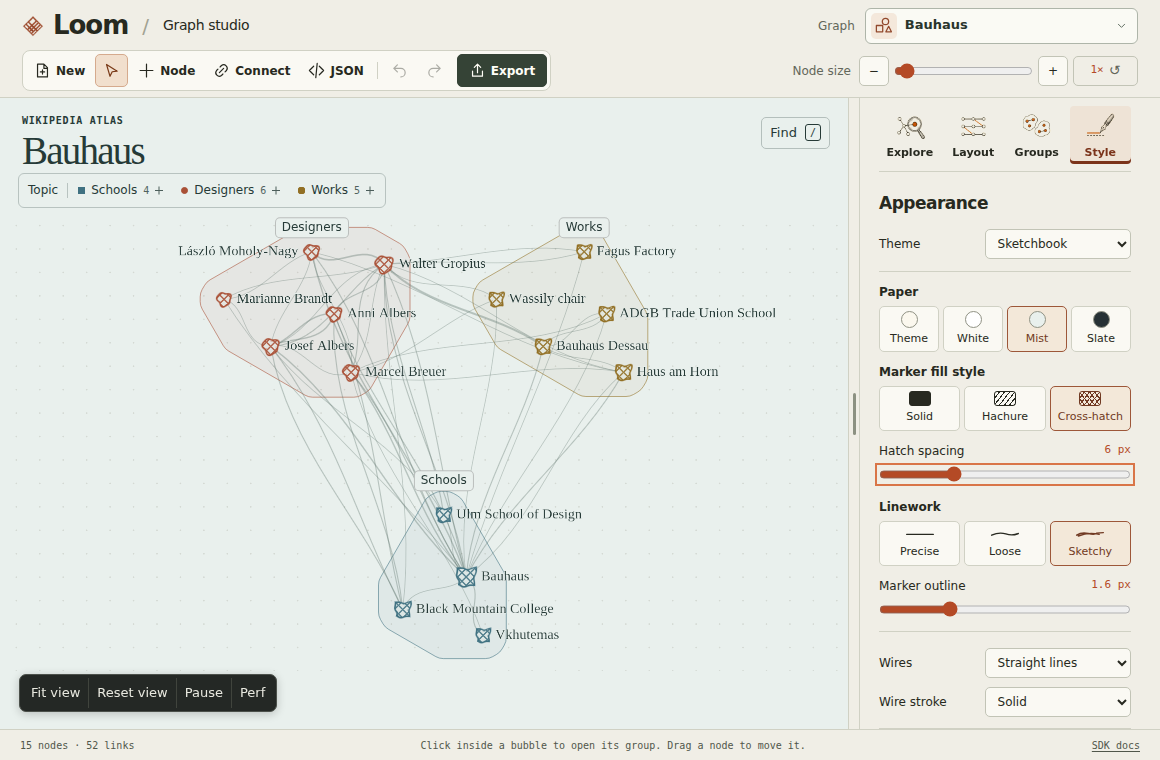 Loom / Graph studio
Graph Bauhaus
New Node Connect JSON Export
Node size − + 1× ↺
WIKIPEDIA ATLAS
Bauhaus
Find /
Topic Schools 4 + Designers 6 + Works 5 +
Designers
Works
László Moholy-Nagy
Walter Gropius
Marianne Brandt
Anni Albers
Josef Albers
Marcel Breuer
Fagus Factory
Wassily chair
ADGB Trade Union School
Bauhaus Dessau
Haus am Horn
Schools
Ulm School of Design
Bauhaus
Black Mountain College
Vkhutemas
Fit view Reset view Pause Perf
Explore Layout Groups Style
Appearance
Theme Sketchbook
Paper
Theme White Mist Slate
Marker fill style
Solid Hachure Cross-hatch
Hatch spacing 6 px
Linework
Precise Loose Sketchy
Marker outline 1.6 px
Wires Straight lines
Wire stroke Solid
15 nodes · 52 links
Click inside a bubble to open its group. Drag a node to move it.
SDK docs